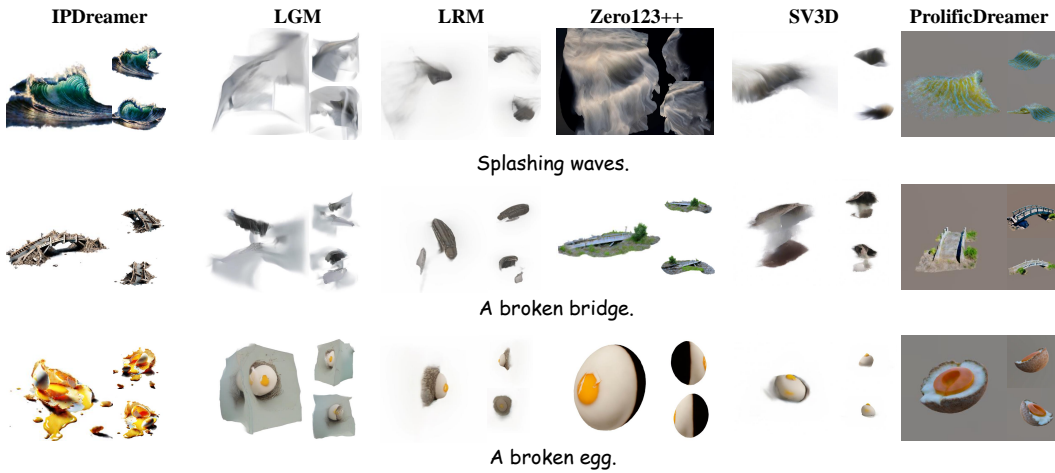 IPDreamer LGM LRM Zero123++ SV3D ProlificDreamer
Splashing waves.
A broken bridge.
A broken egg.